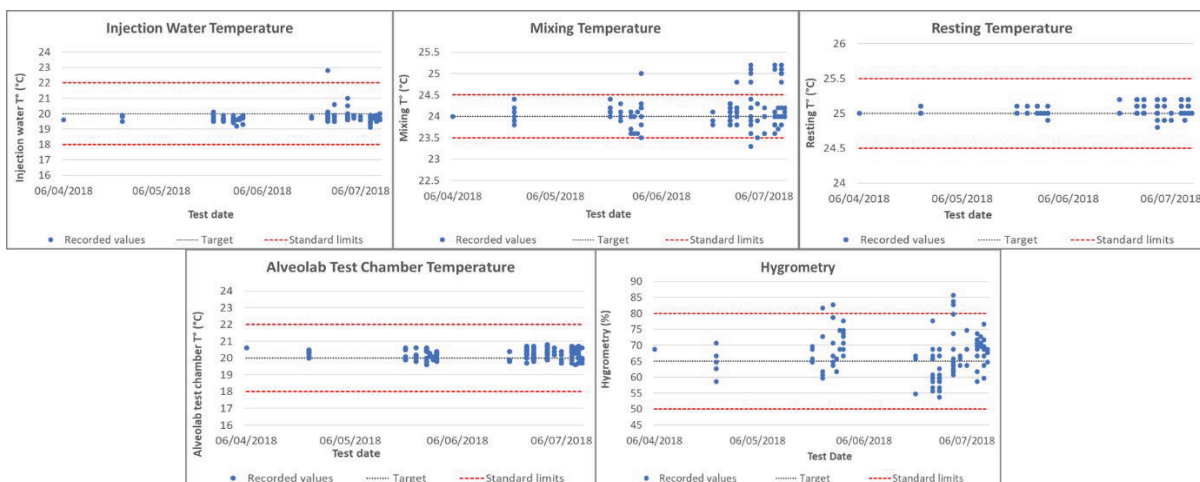 Injection Water Temperature
Injection water T° (°C)
24
23
22
21
20
19
18
17
16
06/04/2018 06/05/2018 06/06/2018 06/07/2018
Test date
Recorded values Target Standard limits
Mixing Temperature
Mixing T° (°C)
25.5
25
24.5
24
23.5
23
22.5
06/04/2018 06/05/2018 06/06/2018 06/07/2018
Test date
Recorded values Target Standard limits
Resting Temperature
Resting T° (°C)
26
25.5
25
24.5
24
06/04/2018 06/05/2018 06/06/2018 06/07/2018
Test date
Recorded values Target Standard limits
Alveolab Test Chamber Temperature
Alveolab test chamber T° (°C)
24
23
22
21
20
19
18
17
16
06/04/2018 06/05/2018 06/06/2018 06/07/2018
Test date
Recorded values Target Standard limits
Hygrometry
Hygrometry (%)
90
85
80
75
70
65
60
55
50
45
06/04/2018 06/05/2018 06/06/2018 06/07/2018
Test Date
Recorded values Target Standard limits